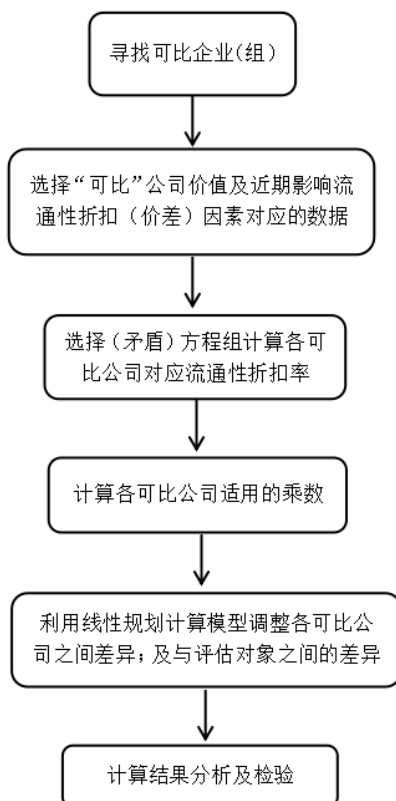 寻找可比企业(组)
选择“可比”公司价值及近期影响流
通性折扣（价差）因素对应的数据
选择（矛盾）方程组计算各可
比公司对应流通性折扣率
计算各可比公司适用的乘数
利用线性规划计算模型调整各可比公
司之间差异；及与评估对象之间的差异
计算结果分析及检验